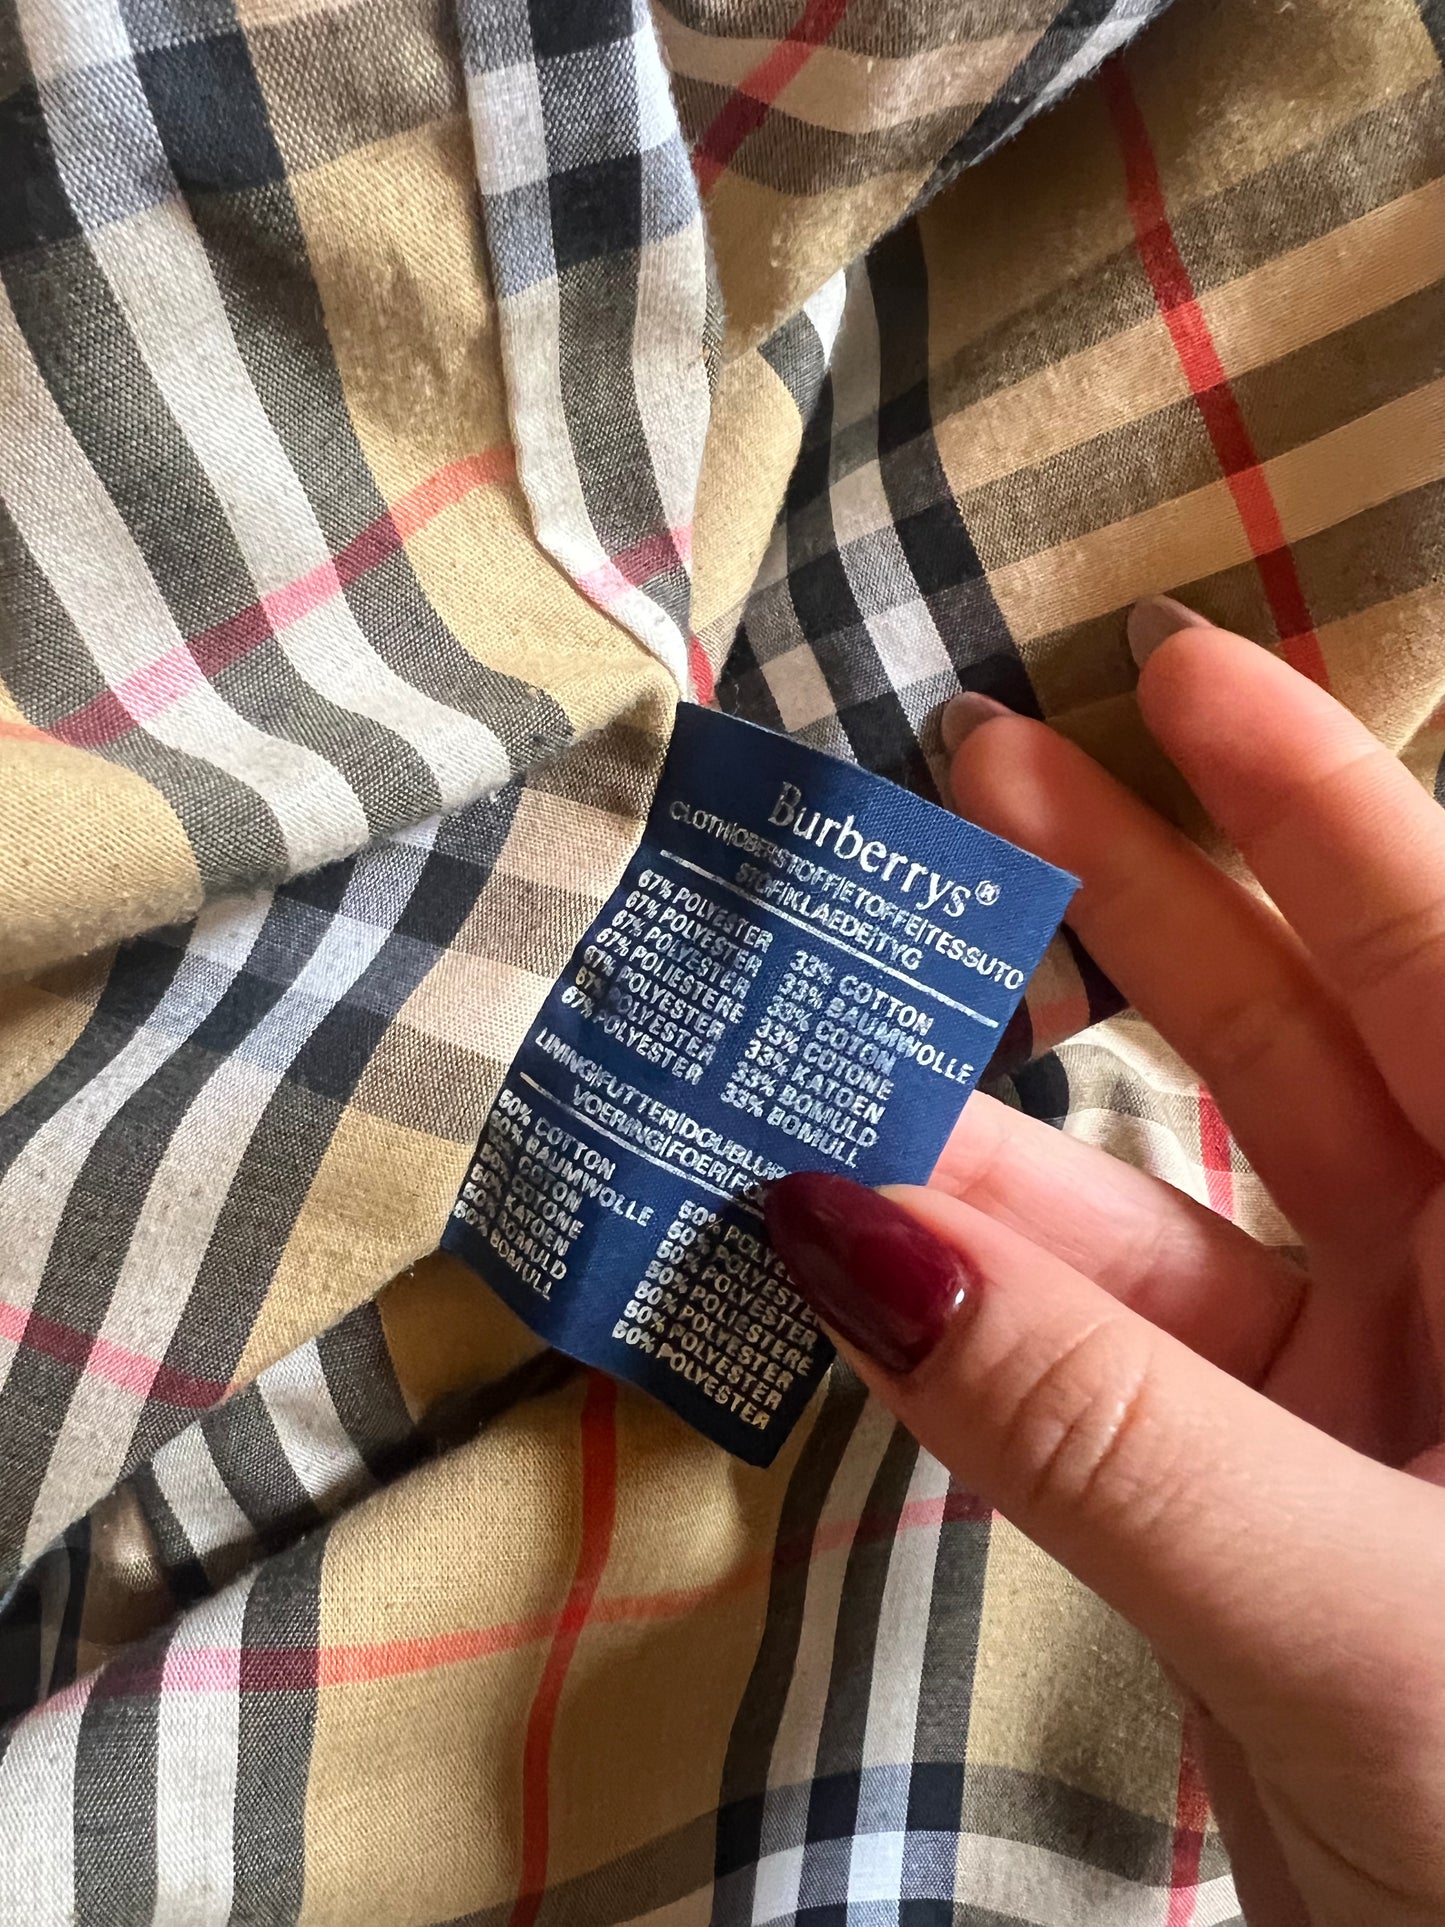 Burberrys®
CLOTH|OBERSTOFF|ETOFFE|TESSUTO
STOF|KLAEDE|TYG
67% POLYESTER 33% COTTON
67% POLYESTER 33% BAUMWOLLE
67% POLYESTER 33% COTON
67% POLIESTERE 33% COTONE
67% POLYESTER 33% KATOEN
67% POLYESTER 33% BOMULD
67% POLYESTER 33% BOMULL
LINING|FUTTER|DOUBLUR
VOERING|FOER|FO
50% COTTON 50% POLYESTER
50% BAUMWOLLE 50% POLYESTER
50% COTON 50% POLYESTER
50% COTONE 50% POLIESTERE
50% KATOEN 50% POLYESTER
50% BOMULD 50% POLYESTER
50% BOMULL 50% POLYESTER